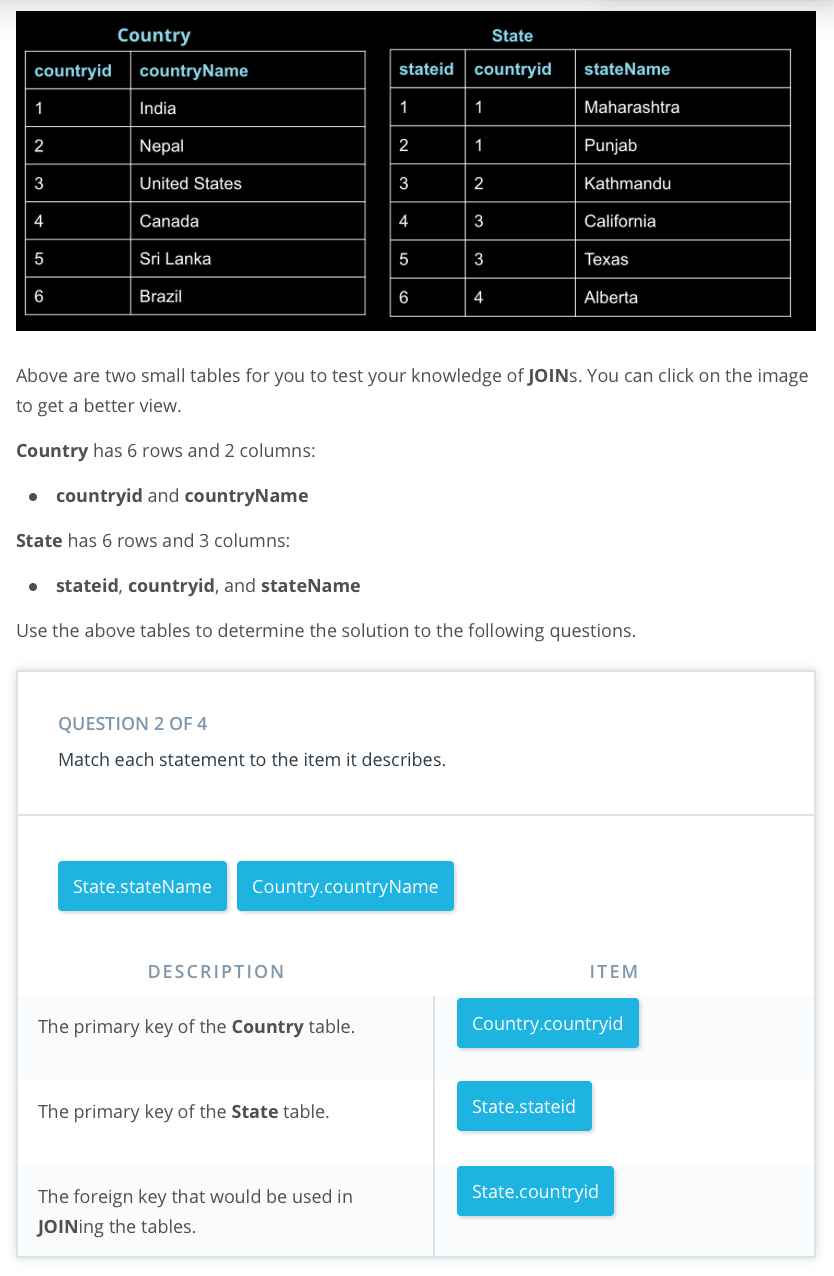 Country
countryid countryName
1 India
2 Nepal
3 United States
4 Canada
5 Sri Lanka
6 Brazil
State
stateid countryid stateName
1 1 Maharashtra
2 1 Punjab
3 2 Kathmandu
4 3 California
5 3 Texas
6 4 Alberta
Above are two small tables for you to test your knowledge of JOINs. You can click on the image
to get a better view.
Country has 6 rows and 2 columns:
• countryid and countryName
State has 6 rows and 3 columns:
• stateid, countryid, and stateName
Use the above tables to determine the solution to the following questions.
QUESTION 2 OF 4
Match each statement to the item it describes.
State.stateName Country.countryName
DESCRIPTION ITEM
The primary key of the Country table. Country.countryid
The primary key of the State table. State.stateid
The foreign key that would be used in State.countryid
JOINing the tables.